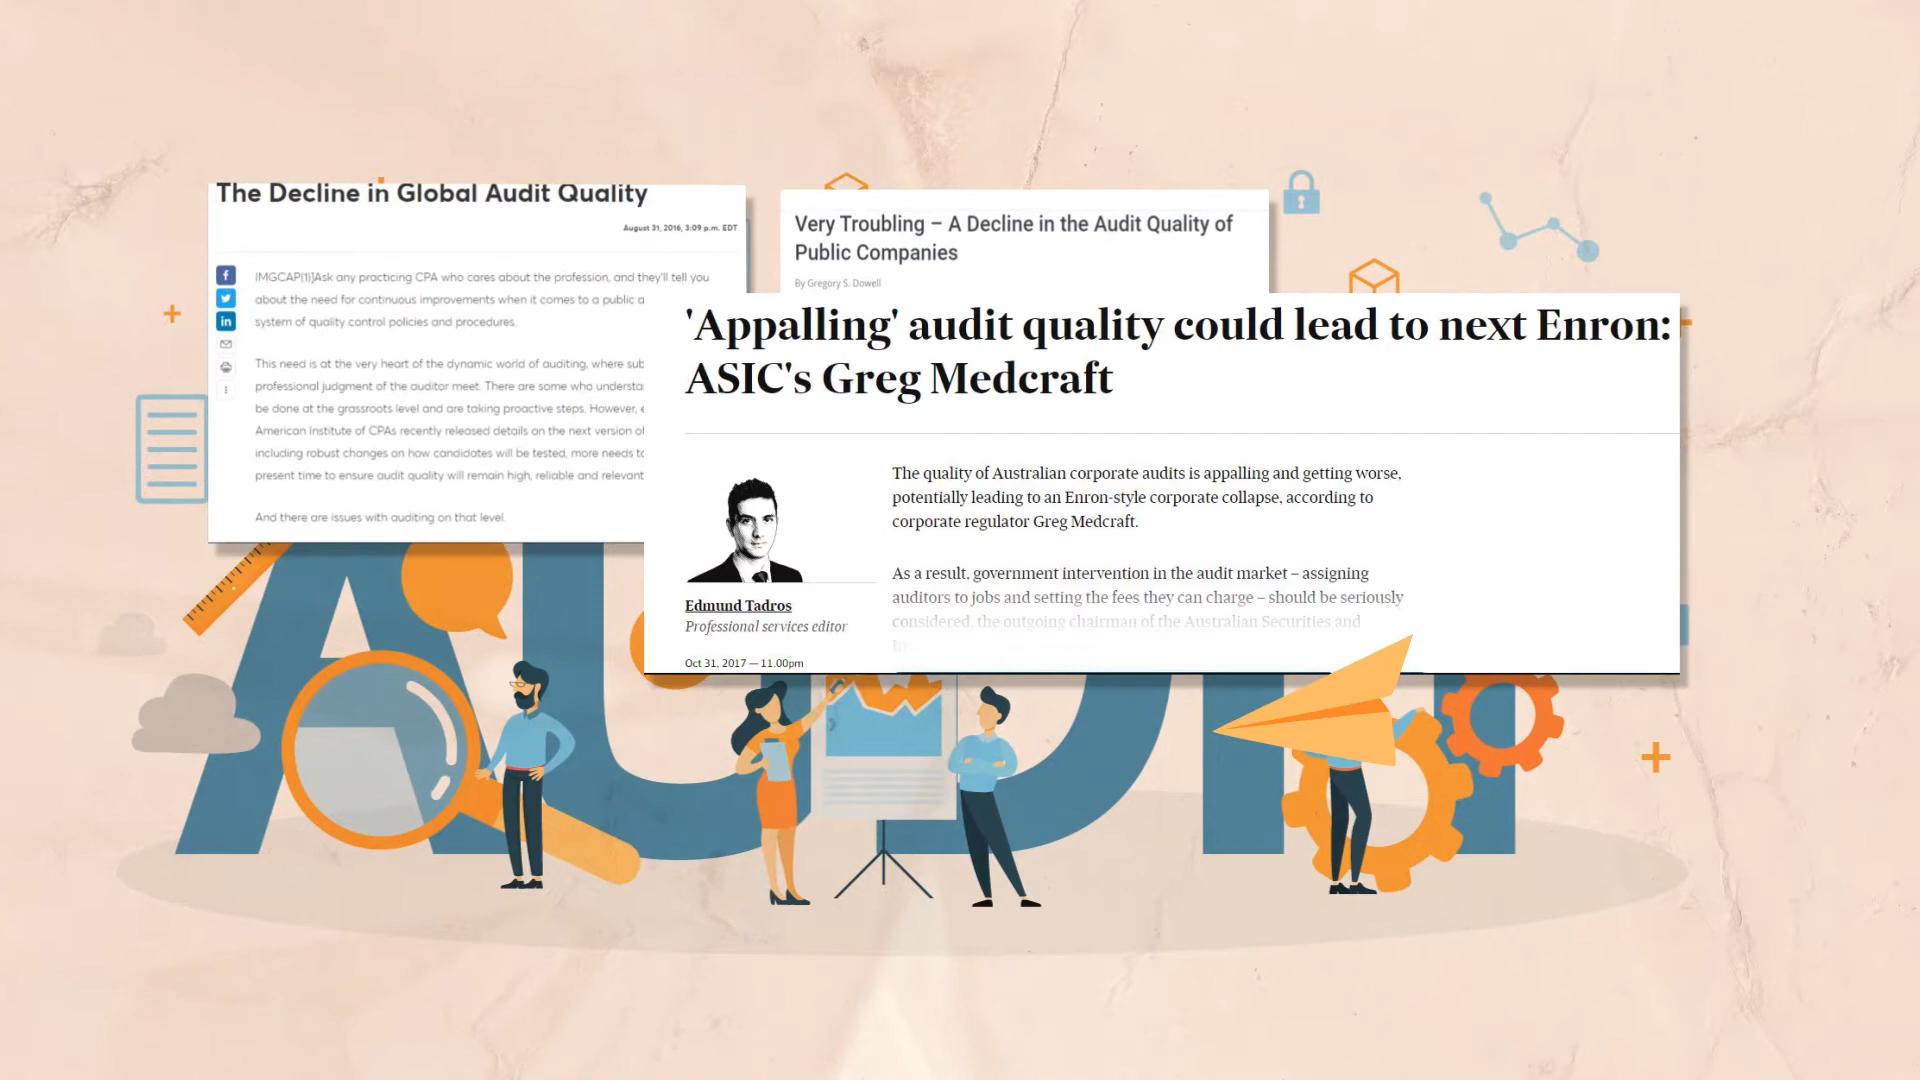 The Decline in Global Audit Quality
August 31, 2016, 3:09 p.m. EDT
IMGCAP(1)]Ask any practicing CPA who cares about the profession, and they'll tell you
about the need for continuous improvements when it comes to a public a
system of quality control policies and procedures.
This need is at the very heart of the dynamic world of auditing, where sub
professional judgment of the auditor meet. There are some who understa
be done at the grassroots level and are taking proactive steps. However, e
American Institute of CPAs recently released details on the next version of
including robust changes on how candidates will be tested, more needs to
present time to ensure audit quality will remain high, reliable and relevant
And there are issues with auditing on that level.
Very Troubling – A Decline in the Audit Quality of
Public Companies
By Gregory S. Dowell
'Appalling' audit quality could lead to next Enron:
ASIC's Greg Medcraft
Edmund Tadros
Professional services editor
Oct 31, 2017 — 11.00pm
The quality of Australian corporate audits is appalling and getting worse,
potentially leading to an Enron-style corporate collapse, according to
corporate regulator Greg Medcraft.
As a result, government intervention in the audit market – assigning
auditors to jobs and setting the fees they can charge – should be seriously
considered, the outgoing chairman of the Australian Securities and
AUDIT